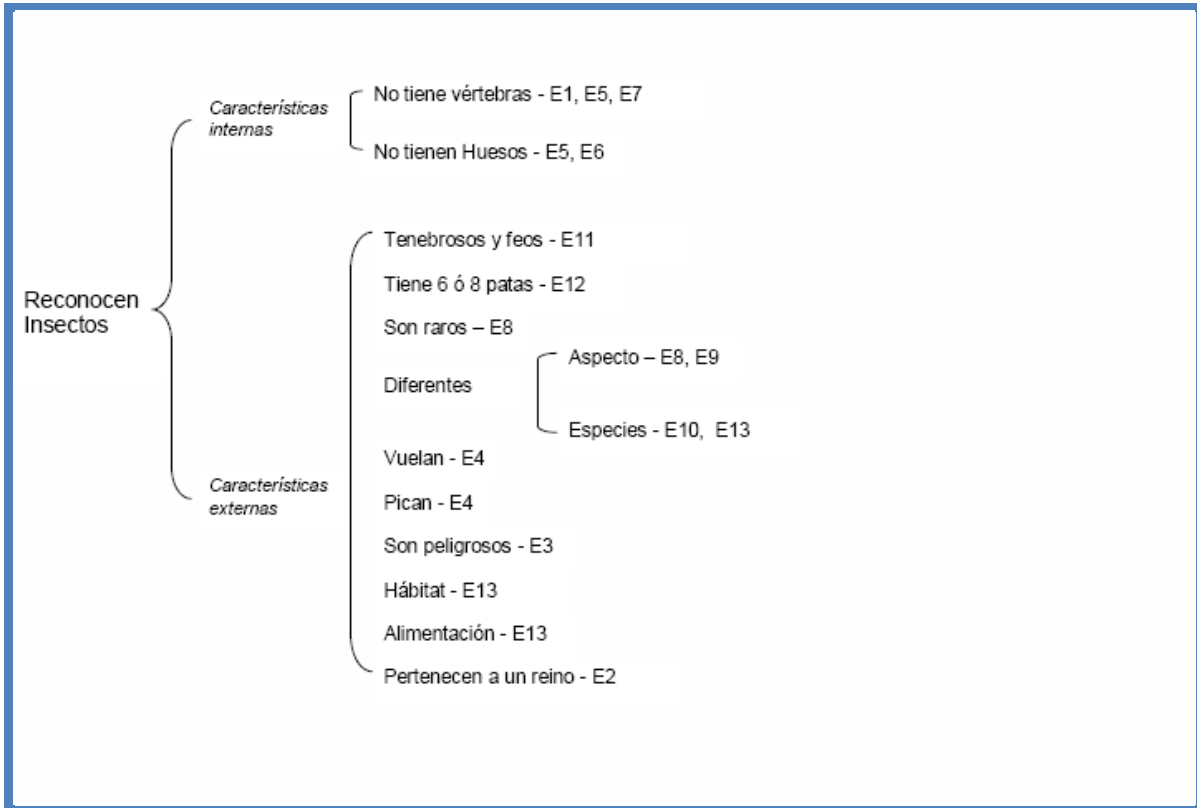 Características
internas
No tiene vértebras - E1, E5, E7
No tienen Huesos - E5, E6
Reconocen
Insectos
Características
externas
Tenebrosos y feos - E11
Tiene 6 ó 8 patas - E12
Son raros – E8
Diferentes
Aspecto – E8, E9
Especies - E10, E13
Vuelan - E4
Pican - E4
Son peligrosos - E3
Hábitat - E13
Alimentación - E13
Pertenecen a un reino - E2